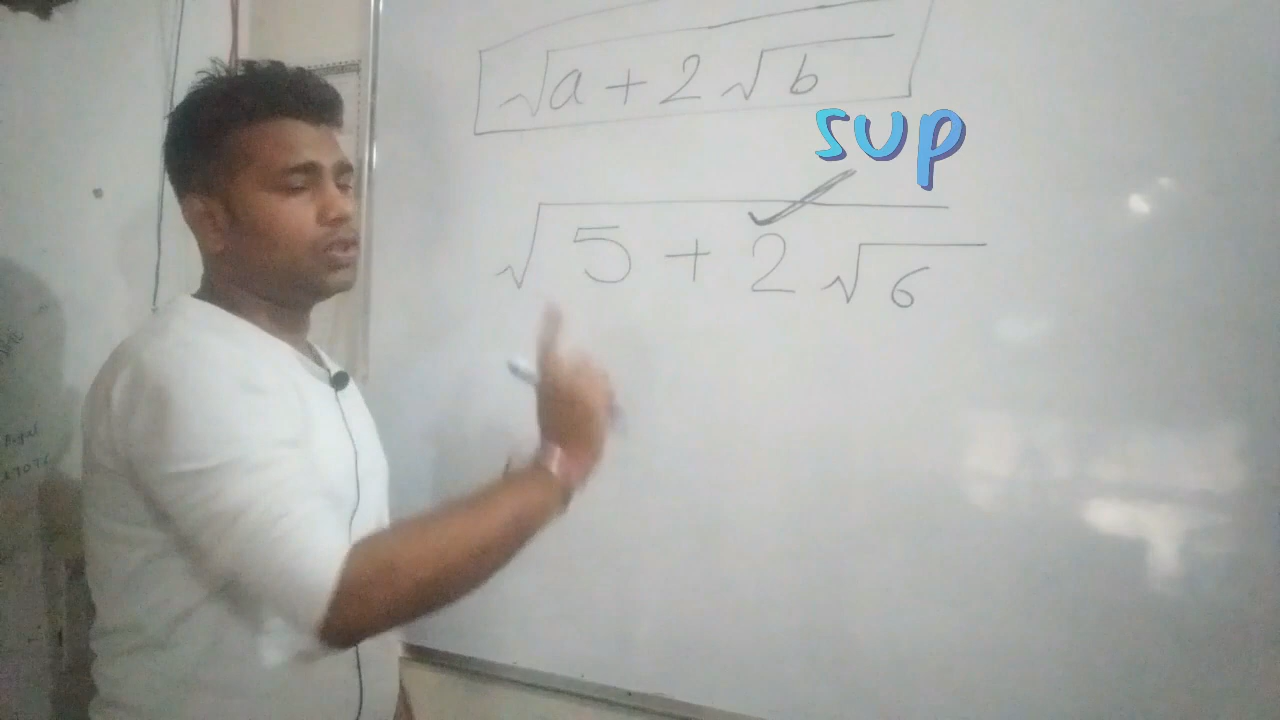 √a + 2√b
sup
√5 + 2√6